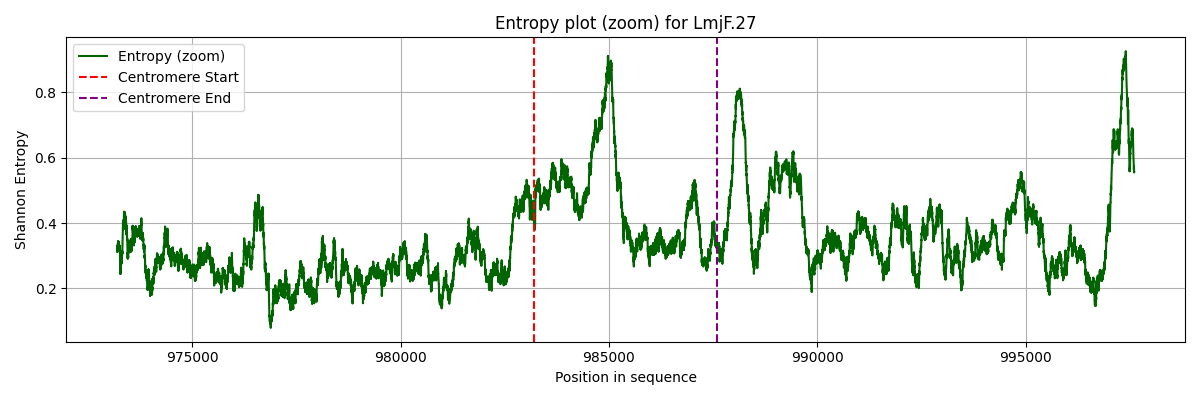 Entropy plot (zoom) for LmjF.27
Entropy (zoom)
Centromere Start
Centromere End
Shannon Entropy
0.8
0.6
0.4
0.2
975000
980000
985000
990000
995000
Position in sequence